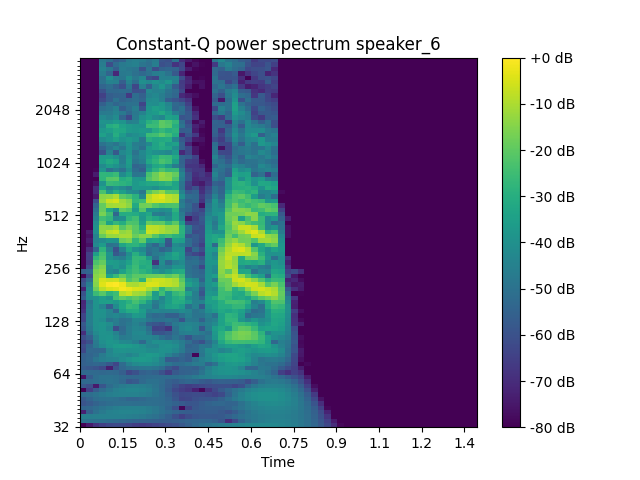 Constant-Q power spectrum speaker_6
Hz
2048
1024
512
256
128
64
32
0 0.15 0.3 0.45 0.6 0.75 0.9 1.1 1.2 1.4
Time
+0 dB
-10 dB
-20 dB
-30 dB
-40 dB
-50 dB
-60 dB
-70 dB
-80 dB